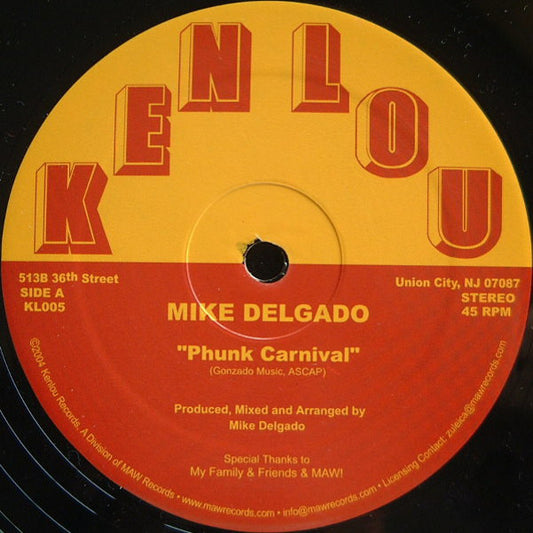 KENLOU
513B 36th Street
SIDE A
KL005
Union City, NJ 07087
STEREO
45 RPM
MIKE DELGADO
"Phunk Carnival"
(Gonzado Music, ASCAP)
Produced, Mixed and Arranged by
Mike Delgado
Special Thanks to
My Family & Friends & MAW!
©2004 Kenlou Records, A Division of MAW Records • www.mawrecords.com • info@mawrecords.com • Licensing Contact: zuleica@mawrecords.com